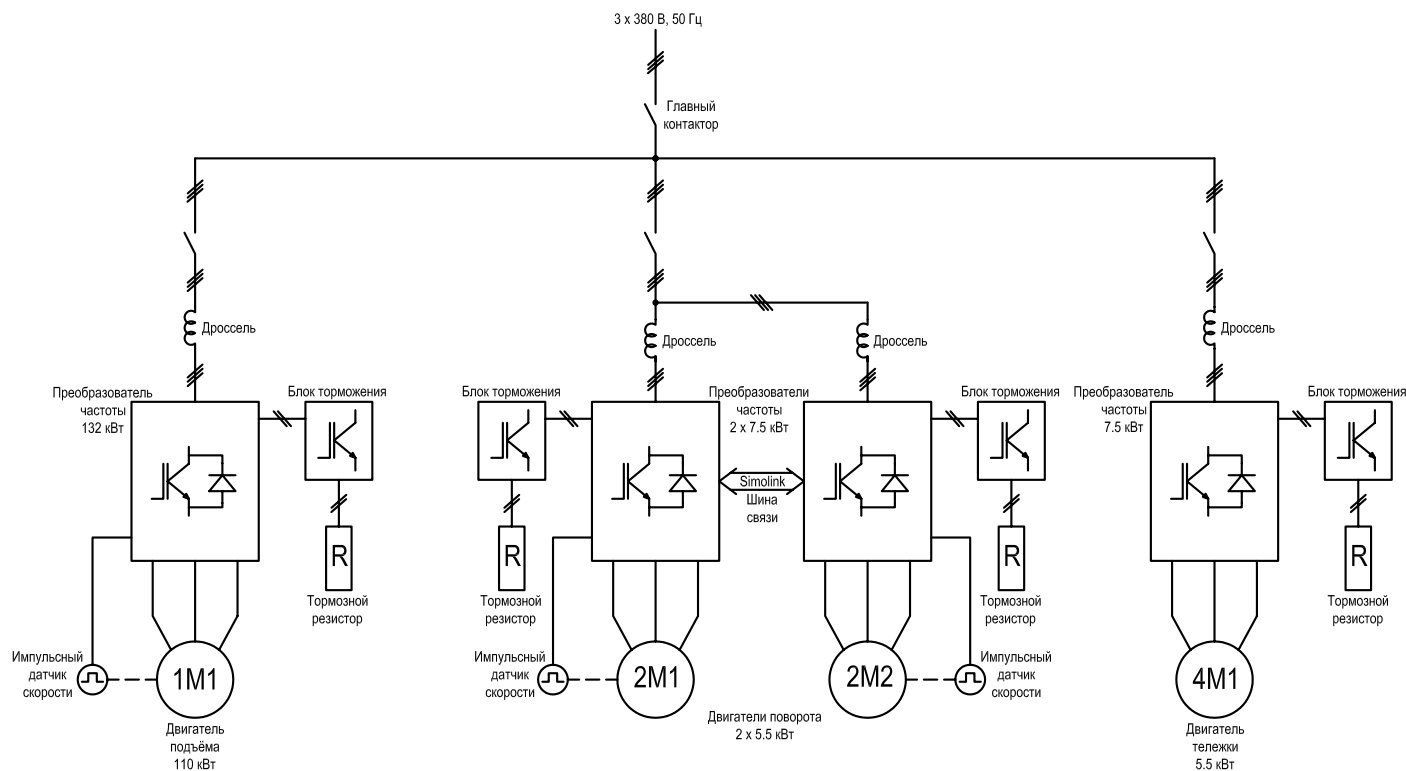 3 x 380 В, 50 Гц
Главный
контактор
Дроссель
Дроссель
Дроссель
Дроссель
Преобразователь
частоты
132 кВт
Блок торможения
Блок торможения
Преобразователи
частоты
2 x 7.5 кВт
Блок торможения
Преобразователь
частоты
7.5 кВт
Блок торможения
Simolink
Шина
связи
R
R
R
R
Тормозной
резистор
Тормозной
резистор
Тормозной
резистор
Тормозной
резистор
Импульсный
датчик
скорости
1M1
Импульсный
датчик
скорости
2M1
2M2
Импульсный
датчик
скорости
4M1
Двигатель
подъёма
110 кВт
Двигатели поворота
2 x 5.5 кВт
Двигатель
тележки
5.5 кВт